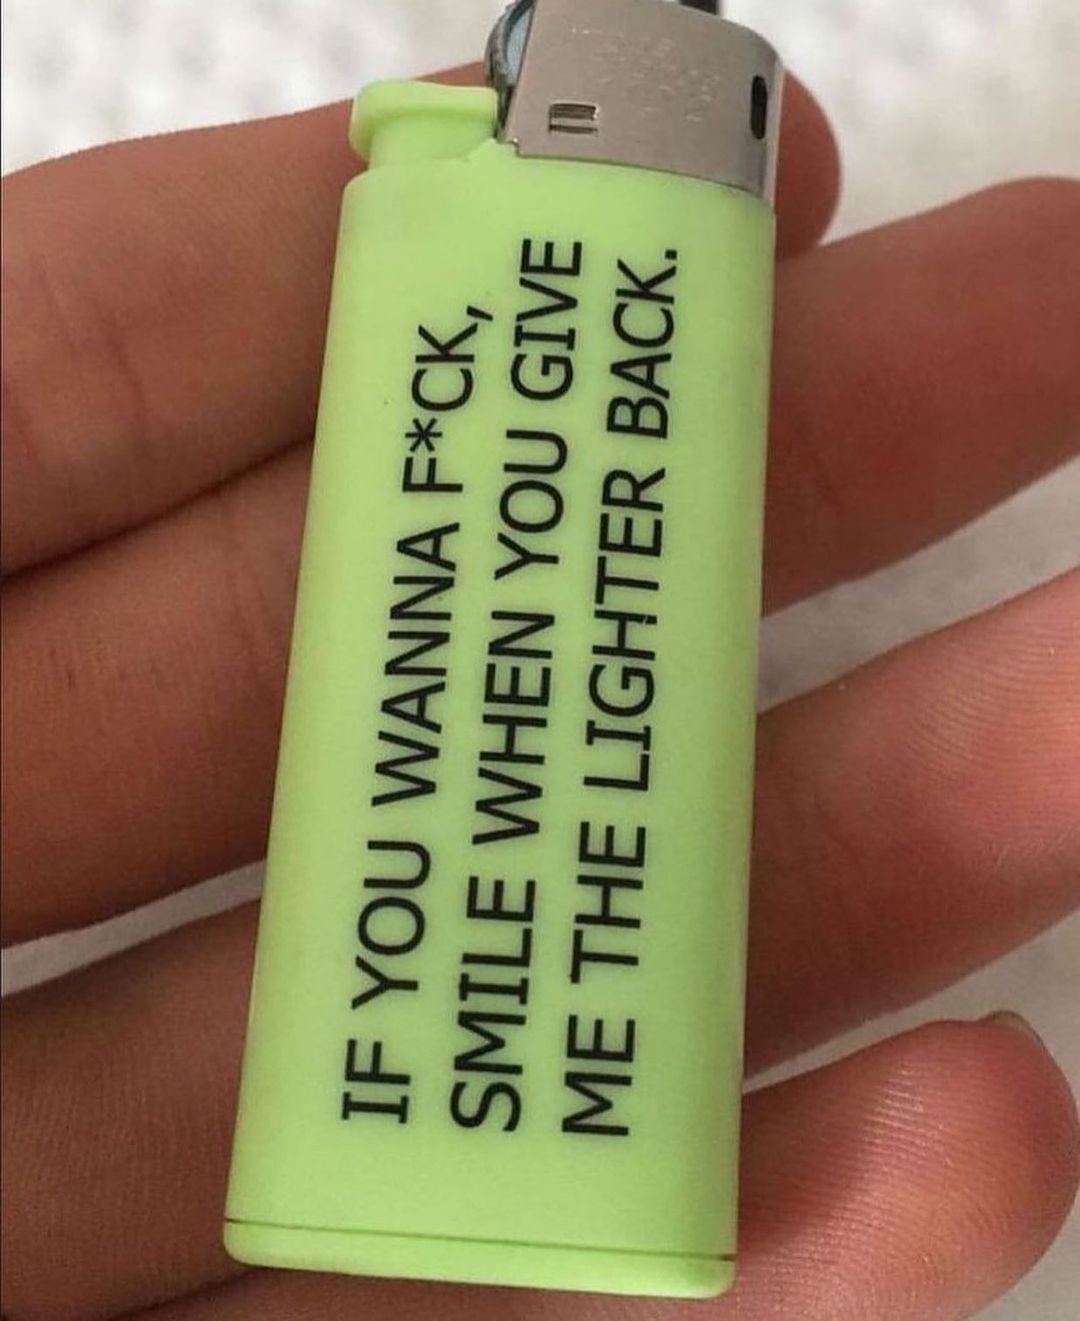 IF YOU WANNA F*CK,
SMILE WHEN YOU GIVE
ME THE LIGHTER BACK.